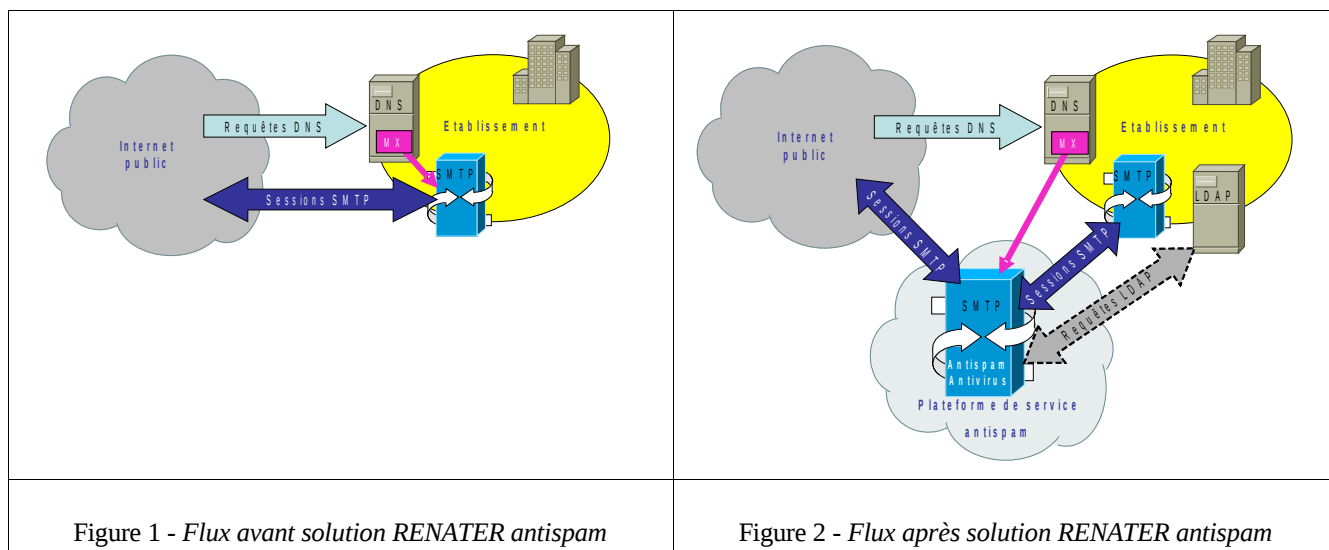 DNS
Requêtes DNS
Etablissement
MX
Internet
public
SMTP
Sessions SMTP
DNS
Requêtes DNS
Etablissement
MX
Internet
public
SMTP
LDAP
Sessions SMTP
Sessions SMTP
Requêtes LDAP
SMTP
Antispam
Antivirus
Plateforme de service
antispam
Figure 1 - Flux avant solution RENATER antispam
Figure 2 - Flux après solution RENATER antispam